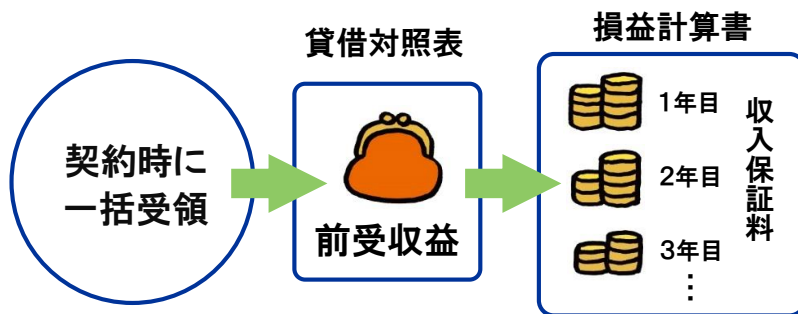 契約時に
一括受領
貸借対照表
前受収益
損益計算書
1年目
2年目
3年目
⋮
収入保証料